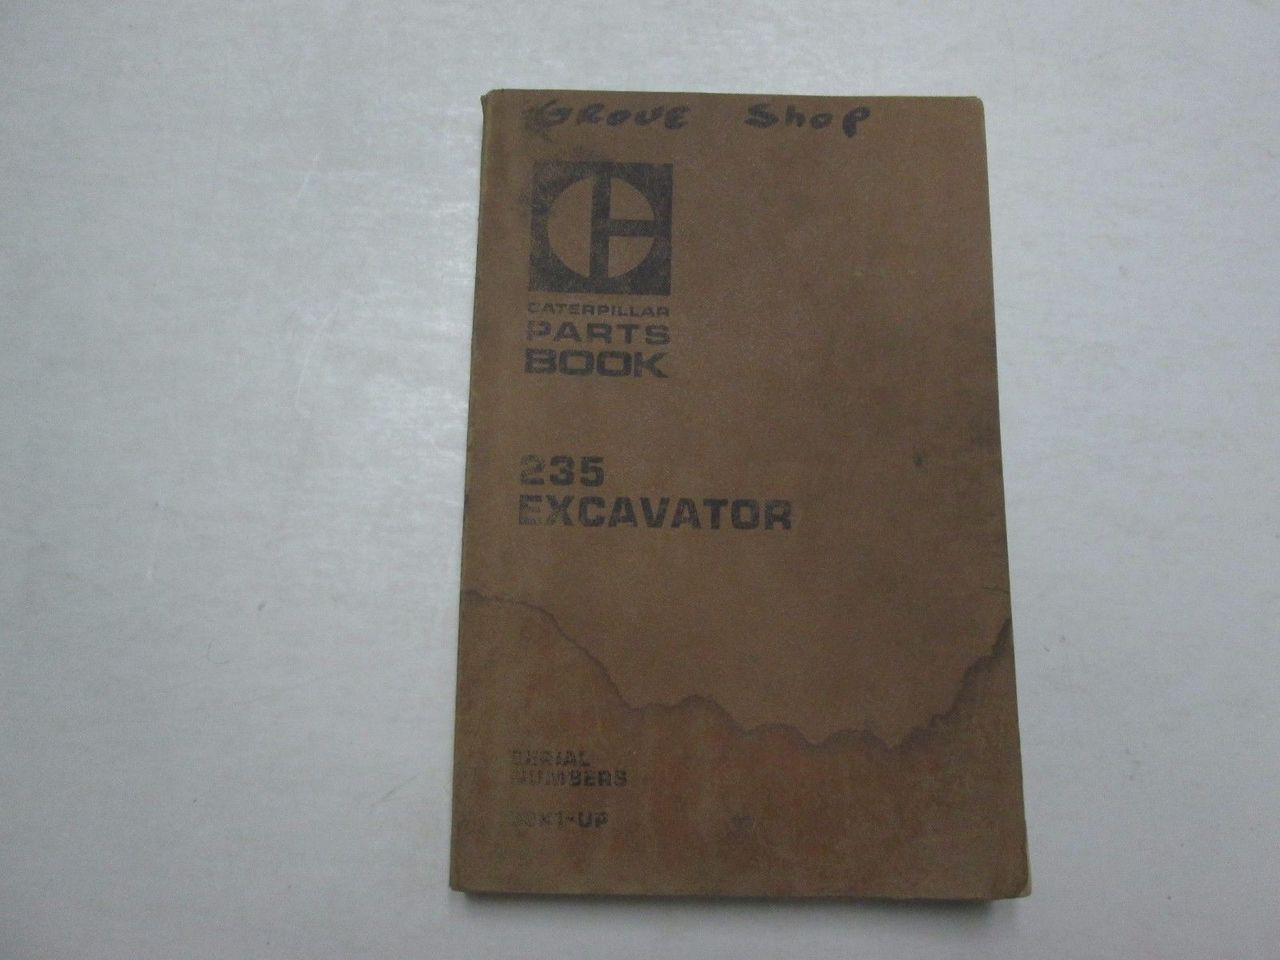 GROVE Shop
CATERPILLAR
PARTS
BOOK
235
EXCAVATOR
SERIAL
NUMBERS